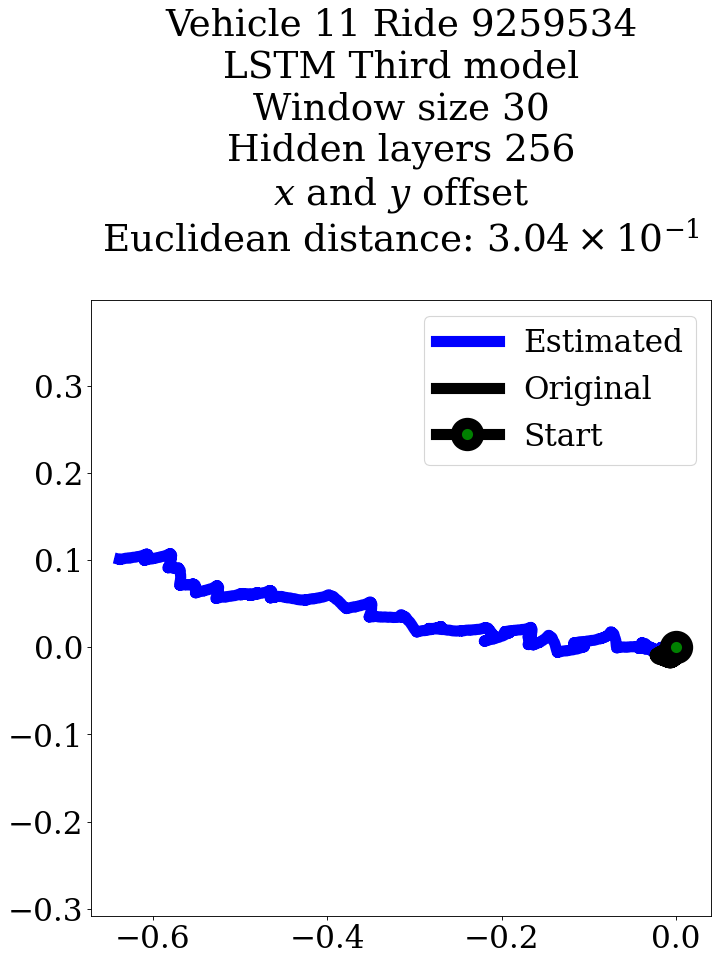 Vehicle 11 Ride 9259534
LSTM Third model
Window size 30
Hidden layers 256
x and y offset
Euclidean distance: 3.04 × 10⁻¹
Estimated
Original
Start
0.3
0.2
0.1
0.0
−0.1
−0.2
−0.3
−0.6 −0.4 −0.2 0.0